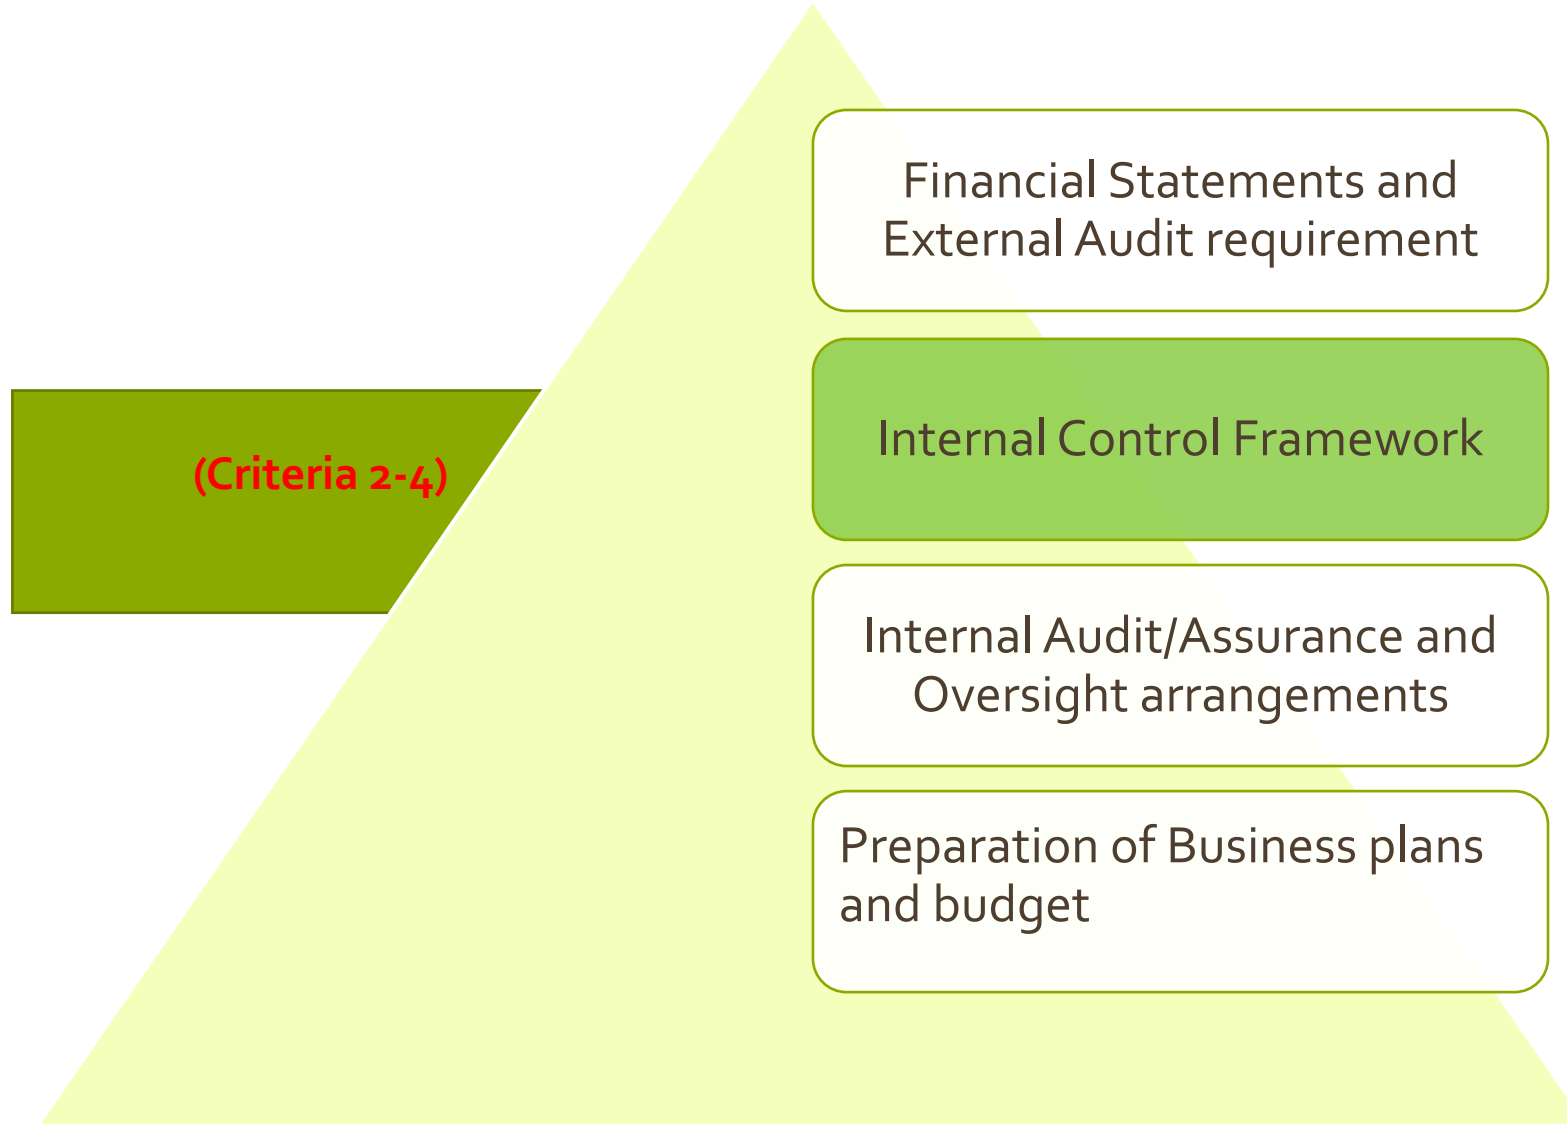 Financial Statements and
External Audit requirement
(Criteria 2-4)
Internal Control Framework
Internal Audit/Assurance and
Oversight arrangements
Preparation of Business plans
and budget